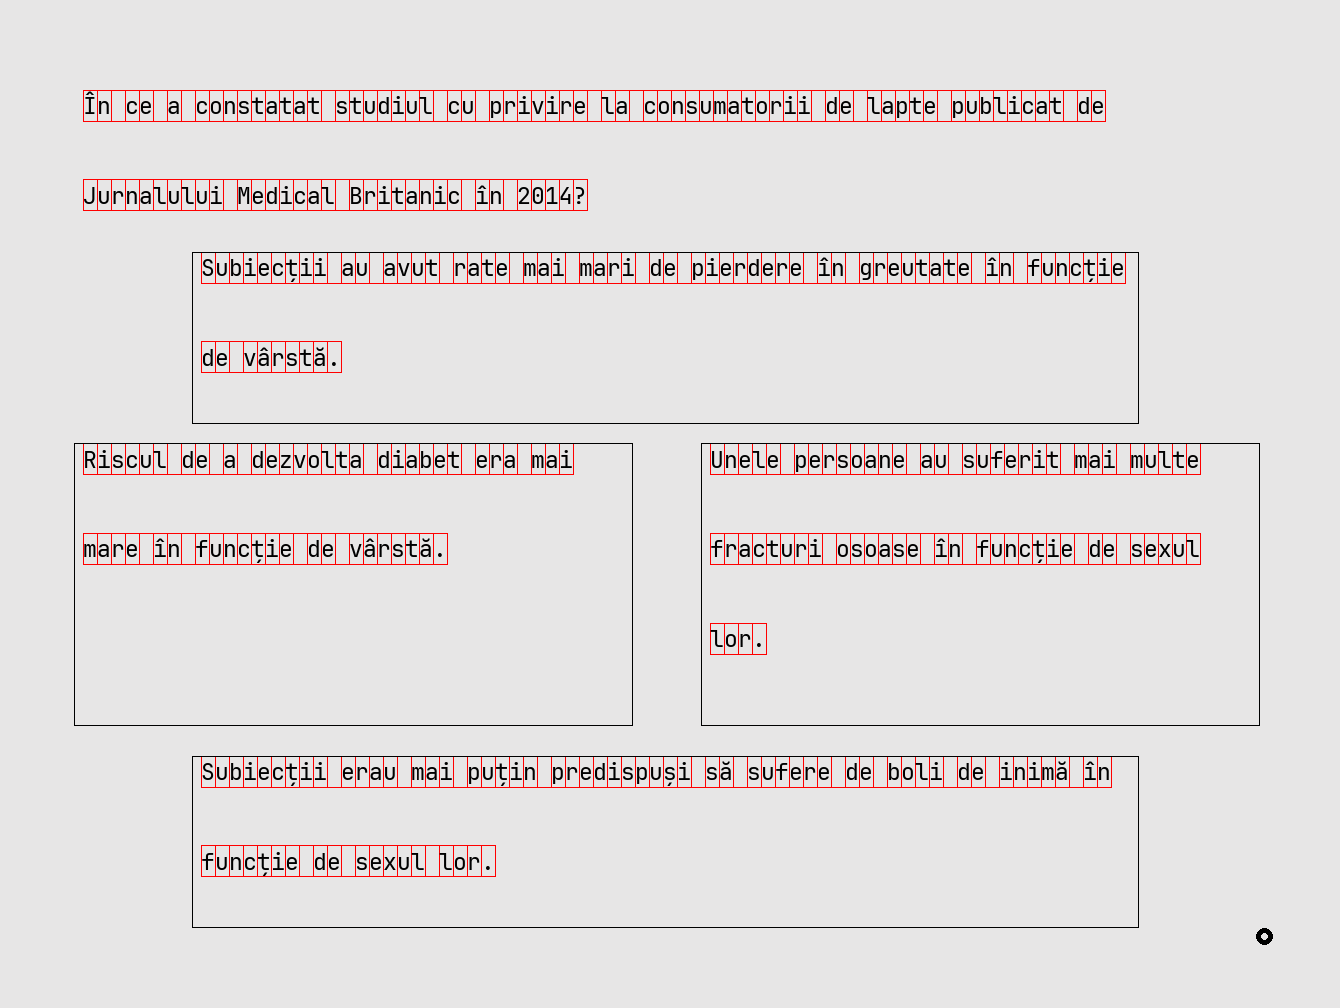 În ce a constatat studiul cu privire la consumatorii de lapte publicat de
Jurnalului Medical Britanic în 2014?
Subiecții au avut rate mai mari de pierdere în greutate în funcție
de vârstă.
Riscul de a dezvolta diabet era mai
mare în funcție de vârstă.
Unele persoane au suferit mai multe
fracturi osoase în funcție de sexul
lor.
Subiecții erau mai puțin predispuși să sufere de boli de inimă în
funcție de sexul lor.